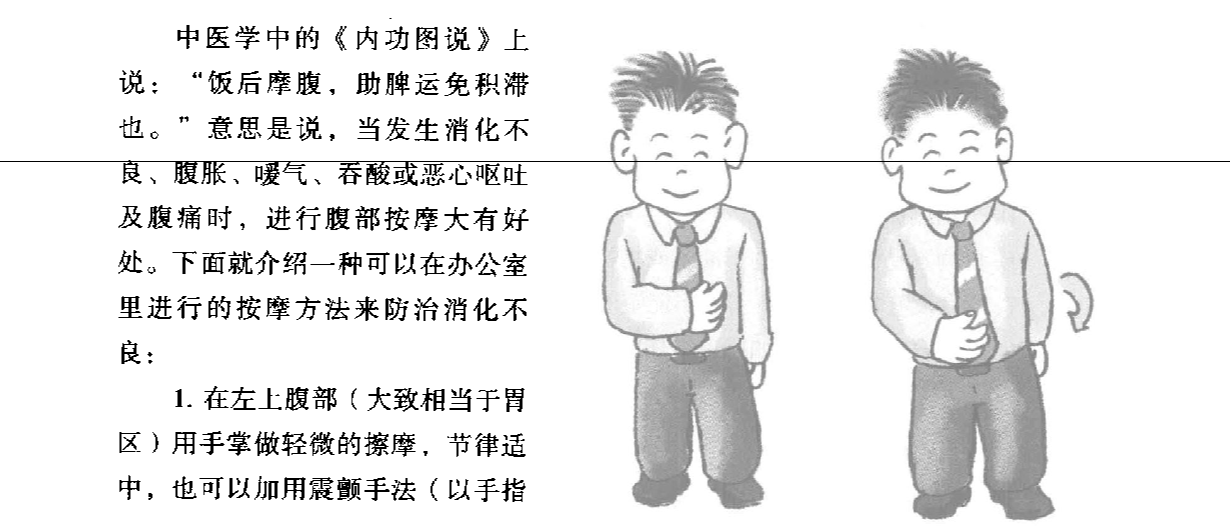 中医学中的《内功图说》上
说：“饭后摩腹，助脾运免积滞
也。”意思是说，当发生消化不
良、腹胀、嗳气、吞酸或恶心呕吐
及腹痛时，进行腹部按摩大有好
处。下面就介绍一种可以在办公室
里进行的按摩方法来防治消化不
良：
1. 在左上腹部（大致相当于胃
区）用手掌做轻微的擦摩，节律适
中，也可以加用震颤手法（以手指